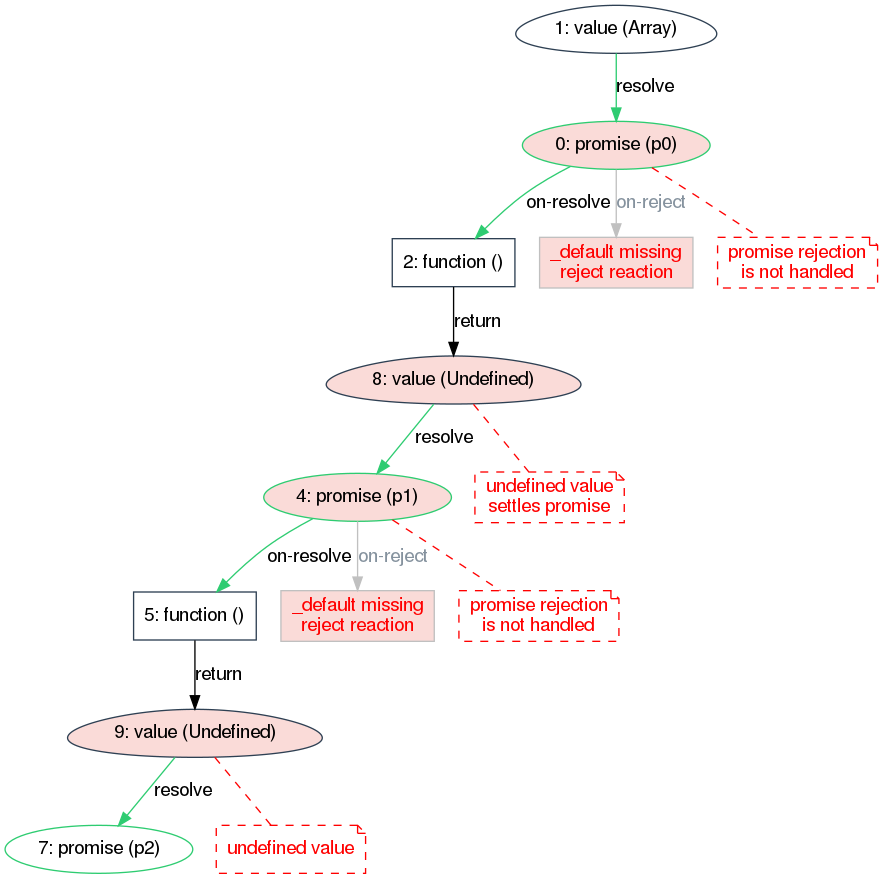 1: value (Array)
resolve
0: promise (p0)
on-resolve
on-reject
2: function ()
_default missing
reject reaction
promise rejection
is not handled
return
8: value (Undefined)
resolve
4: promise (p1)
undefined value
settles promise
on-resolve
on-reject
5: function ()
_default missing
reject reaction
promise rejection
is not handled
return
9: value (Undefined)
resolve
7: promise (p2)
undefined value